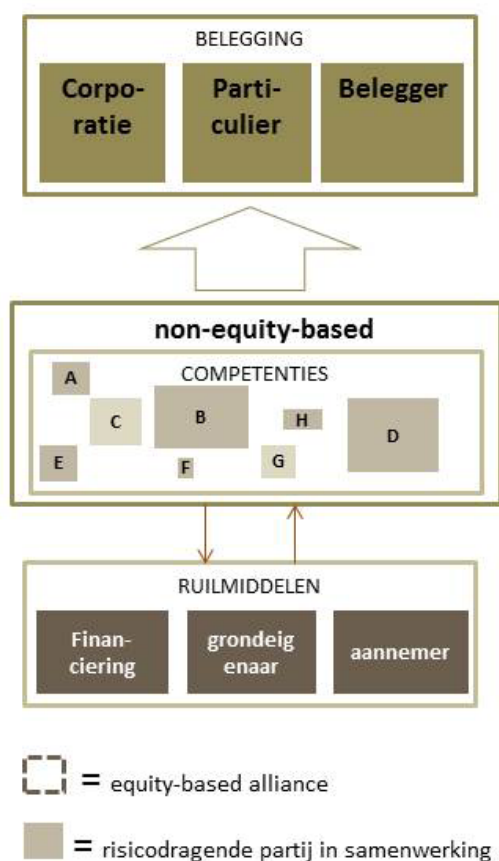 BELEGGING
Corpo- Parti- Belegger
ratie culier
non-equity-based
COMPETENTIES
A
B
H
C
D
E
F
G
RUILMIDDELEN
Finan- grondeig aannemer
ciering enaar
= equity-based alliance
= risicodragende partij in samenwerking